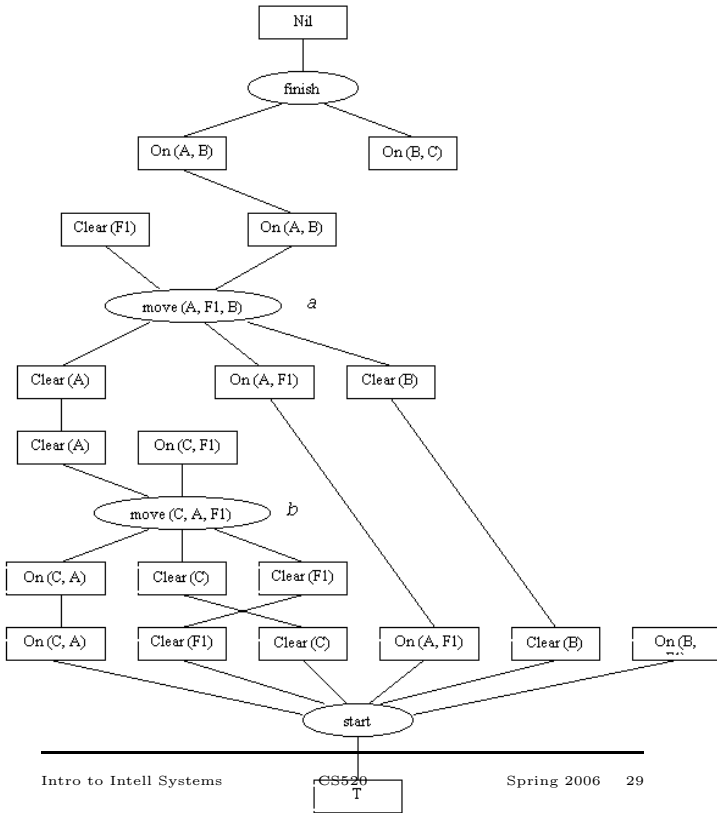 Nil
finish
On (A, B)
On (B, C)
Clear (F1)
On (A, B)
move (A, F1, B)
a
Clear (A)
On (A, F1)
Clear (B)
Clear (A)
On (C, F1)
move (C, A, F1)
b
On (C, A)
Clear (C)
Clear (F1)
On (C, A)
Clear (F1)
Clear (C)
On (A, F1)
Clear (B)
On (B,
start
Intro to Intell Systems CS520 Spring 2006 29
T